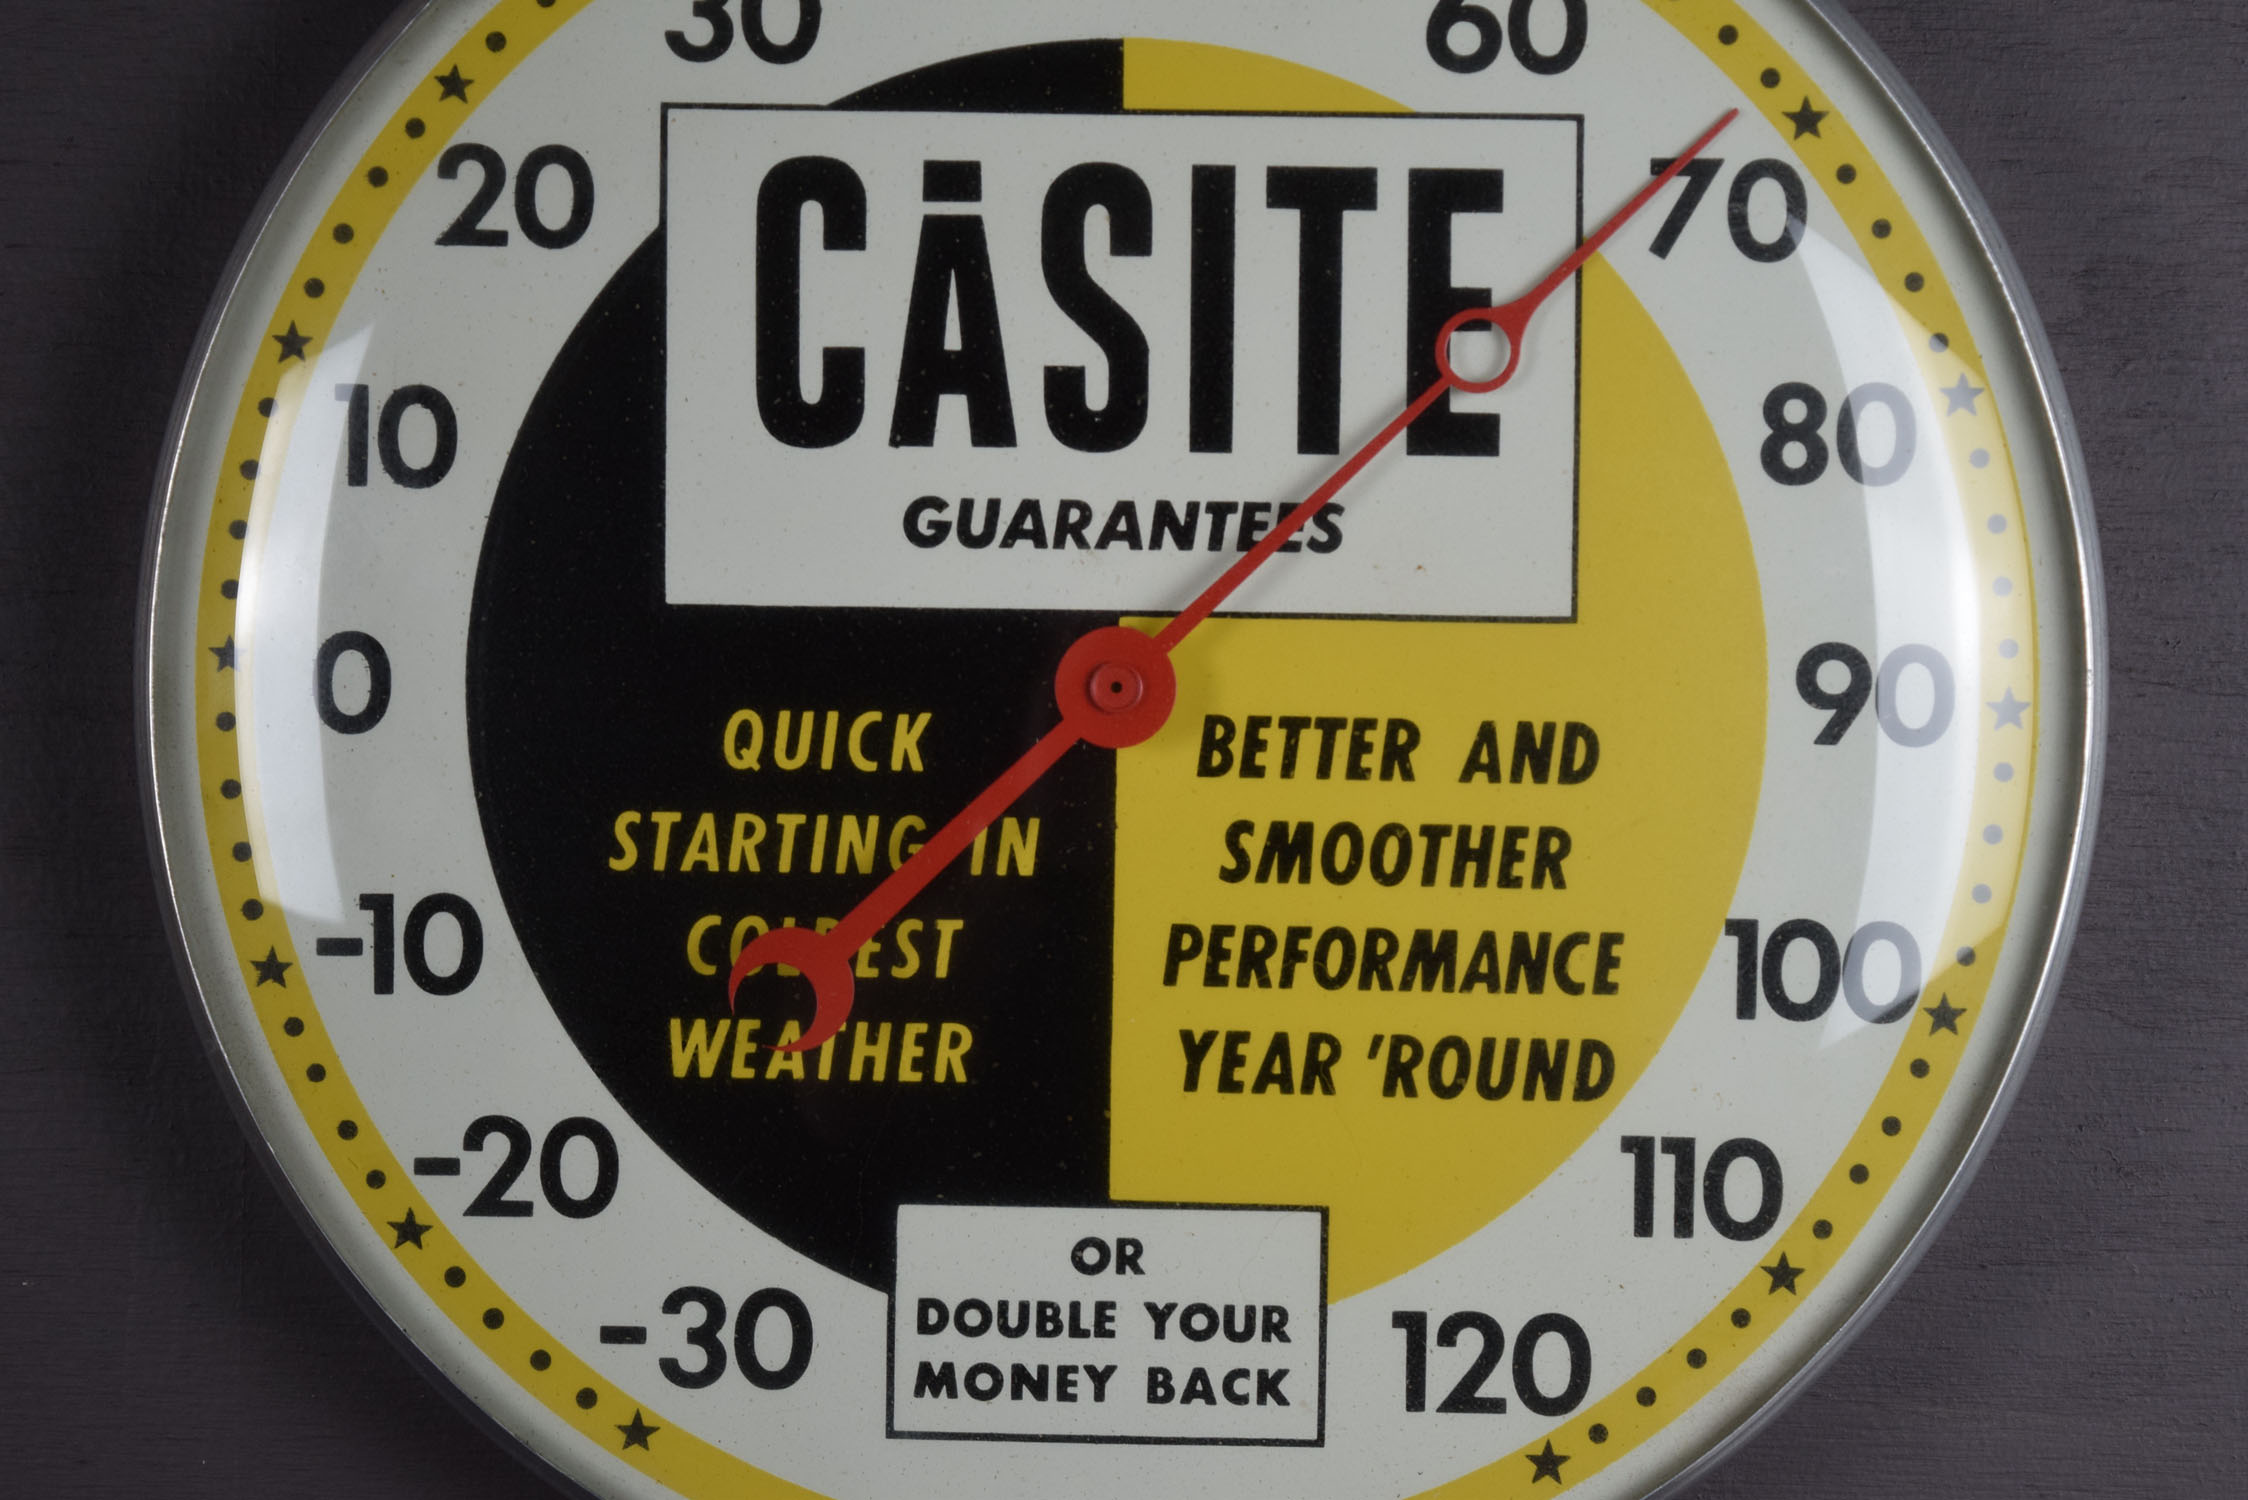 30 60
20 70
CASITE
GUARANTEES
10 80
0 90
QUICK
STARTING IN
COLDEST
WEATHER
BETTER AND
SMOOTHER
PERFORMANCE
YEAR 'ROUND
-10 100
-20 110
-30 120
OR
DOUBLE YOUR
MONEY BACK